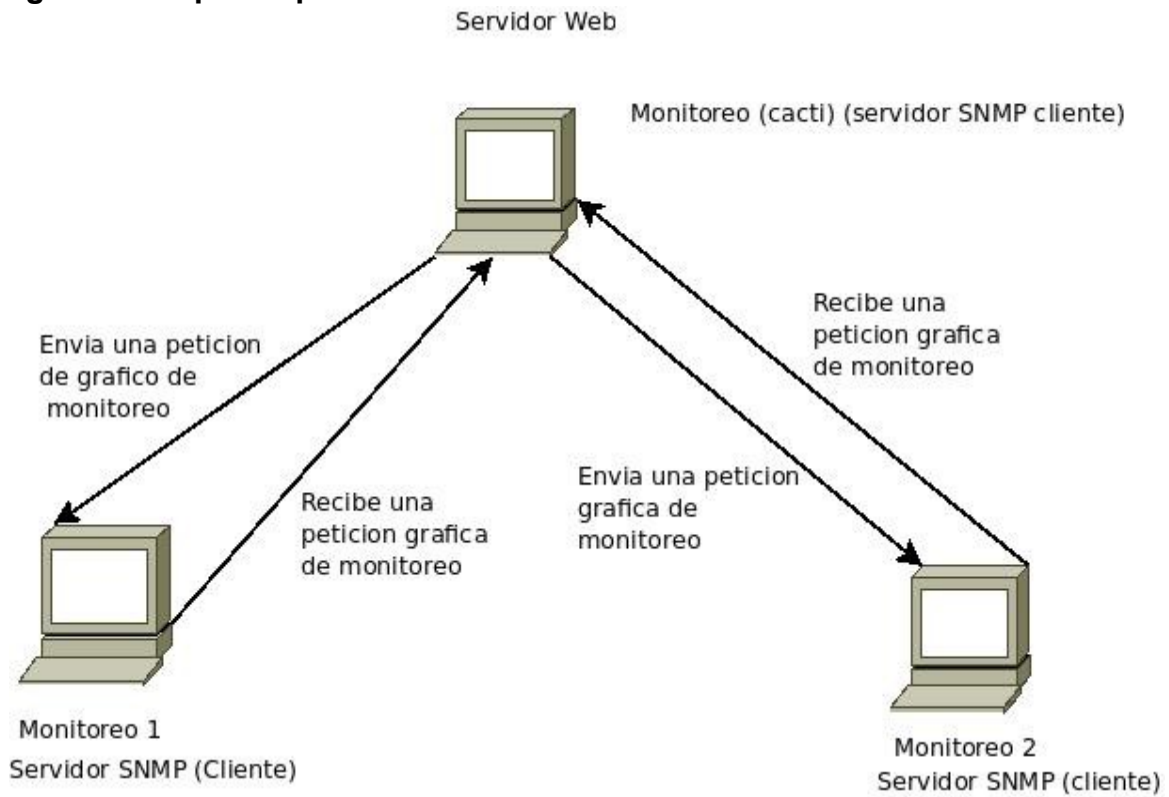 Servidor Web
Monitoreo (cacti) (servidor SNMP cliente)
Recibe una
peticion grafica
de monitoreo
Envia una peticion
de grafico de
monitoreo
Envia una peticion
grafica de
monitoreo
Recibe una
peticion grafica
de monitoreo
Monitoreo 1
Servidor SNMP (Cliente)
Monitoreo 2
Servidor SNMP (cliente)